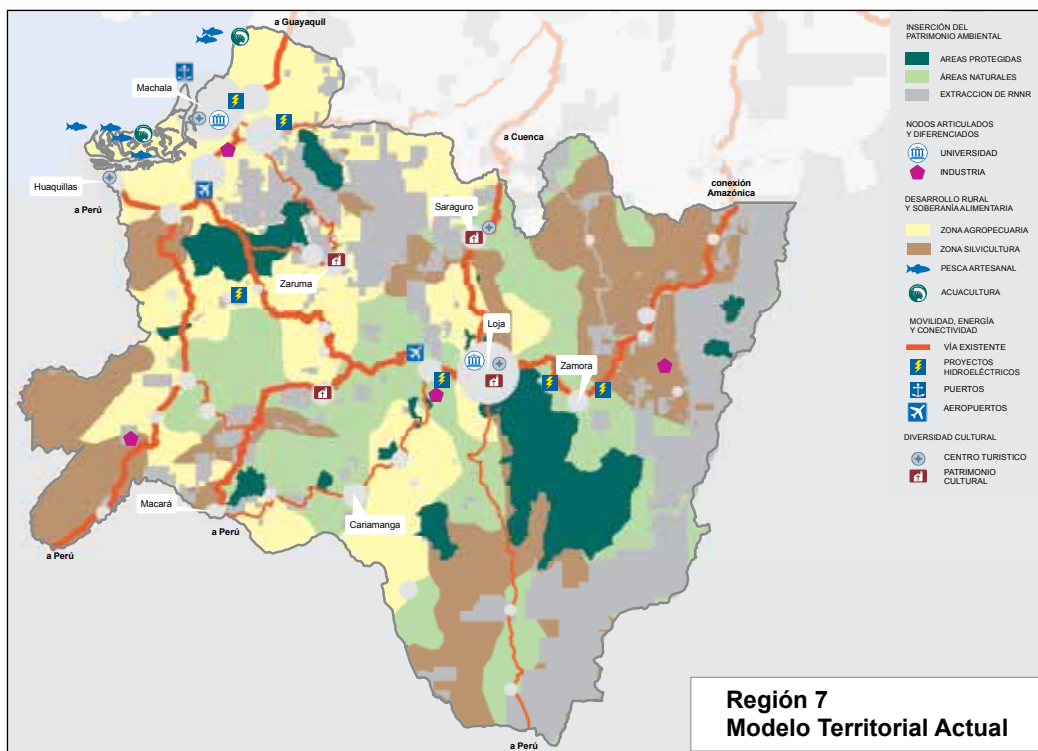 a Guayaquil
Machala
a Cuenca
Huaquillas
a Perú
Saraguro
conexión
Amazónica
Zaruma
Loja
Zamora
Macará
a Perú
Cariamanga
a Perú
a Perú
INSERCIÓN DEL
PATRIMONIO AMBIENTAL
AREAS PROTEGIDAS
ÁREAS NATURALES
EXTRACCION DE RNNR
NODOS ARTICULADOS
Y DIFERENCIADOS
UNIVERSIDAD
INDUSTRIA
DESARROLLO RURAL
Y SOBERANÍA ALIMENTARIA
ZONA AGROPECUARIA
ZONA SILVICULTURA
PESCA ARTESANAL
ACUACULTURA
MOVILIDAD, ENERGÍA
Y CONECTIVIDAD
VÍA EXISTENTE
PROYECTOS
HIDROELÉCTRICOS
PUERTOS
AEROPUERTOS
DIVERSIDAD CULTURAL
CENTRO TURISTICO
PATRIMONIO
CULTURAL
Región 7
Modelo Territorial Actual